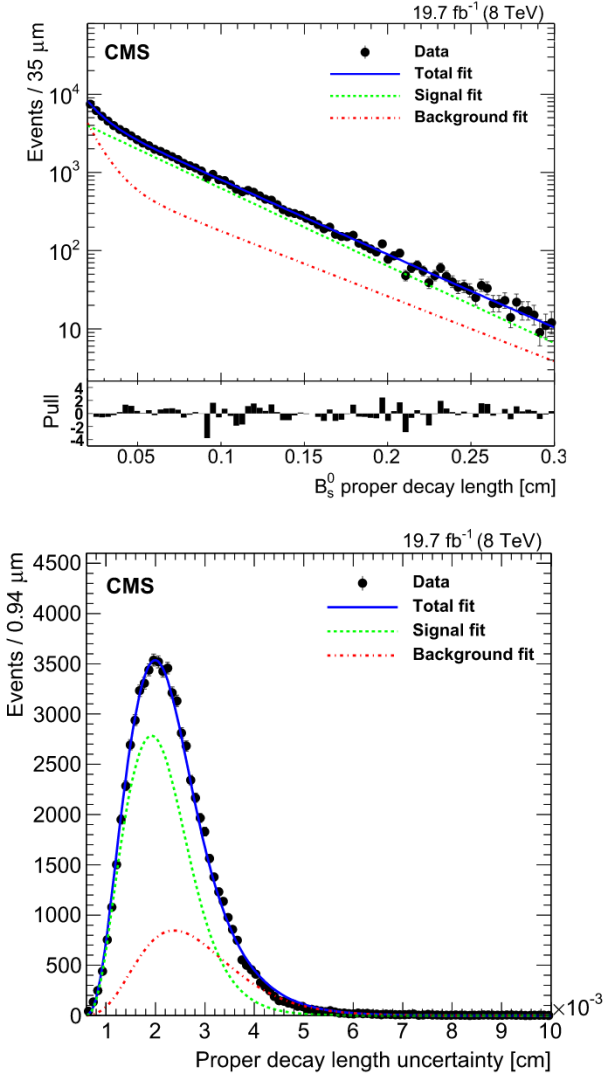 19.7 fb⁻¹ (8 TeV)
CMS
Data
Total fit
Signal fit
Background fit
Events / 35 μm
10⁴
10³
10²
10
Pull
4
2
0
-2
-4
0.05 0.1 0.15 0.2 0.25 0.3
B⁰ₛ proper decay length [cm]
19.7 fb⁻¹ (8 TeV)
CMS
Data
Total fit
Signal fit
Background fit
Events / 0.94 μm
4500
4000
3500
3000
2500
2000
1500
1000
500
0
1 2 3 4 5 6 7 8 9 10
×10⁻³
Proper decay length uncertainty [cm]